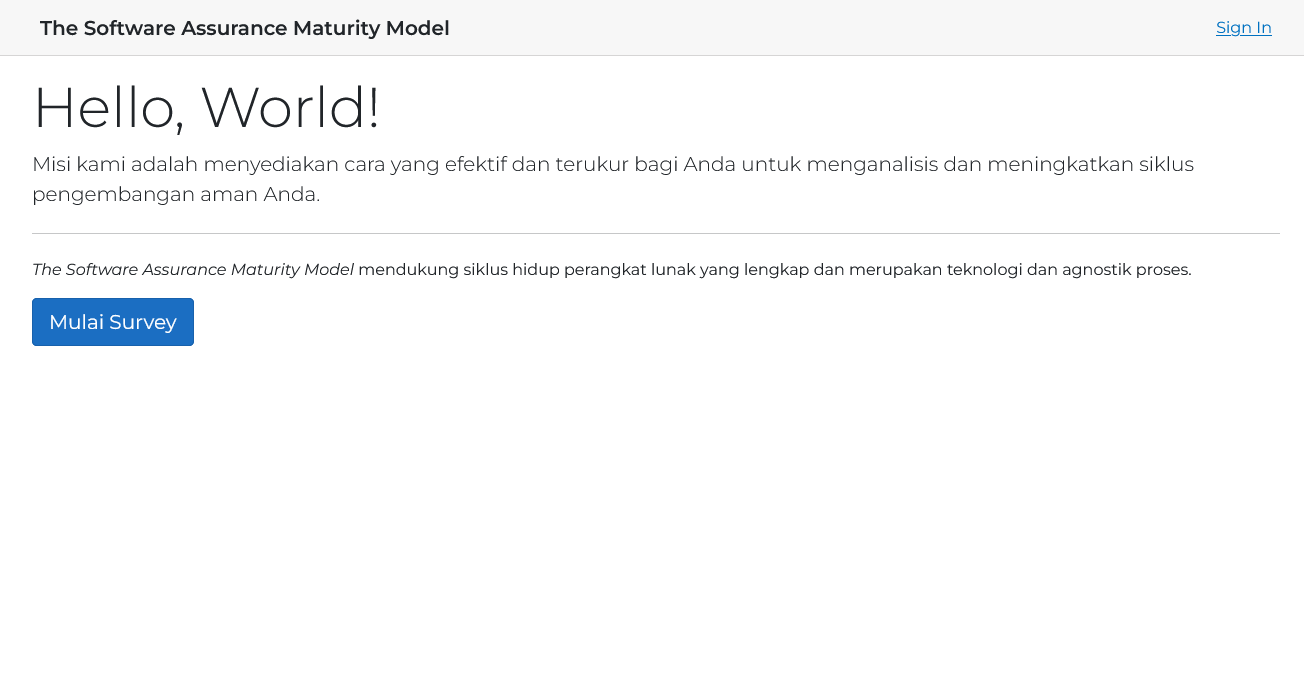 The Software Assurance Maturity Model
Sign In
Hello, World!
Misi kami adalah menyediakan cara yang efektif dan terukur bagi Anda untuk menganalisis dan meningkatkan siklus
pengembangan aman Anda.
The Software Assurance Maturity Model mendukung siklus hidup perangkat lunak yang lengkap dan merupakan teknologi dan agnostik proses.
Mulai Survey